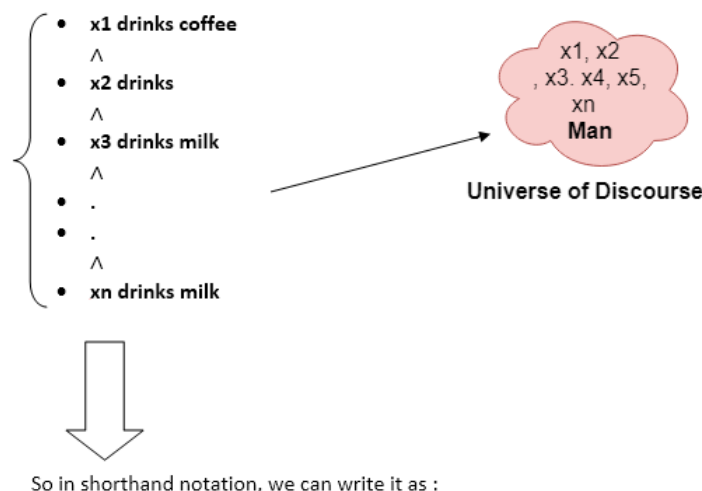 • x1 drinks coffee
∧
• x2 drinks
∧
• x3 drinks milk
∧
• .
• .
∧
• xn drinks milk
x1, x2
, x3. x4, x5,
xn
Man
Universe of Discourse
So in shorthand notation, we can write it as :